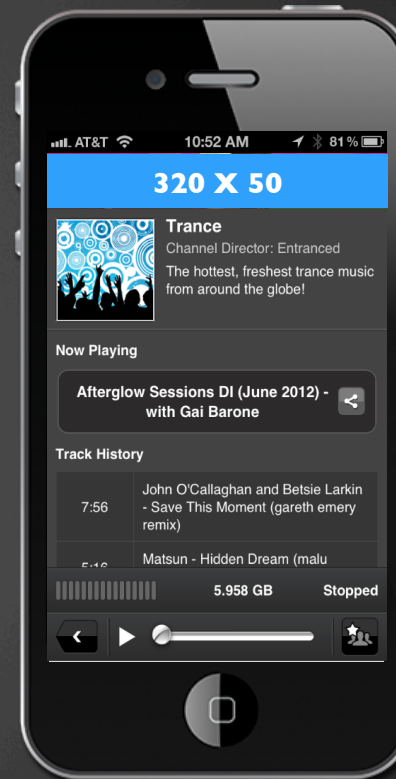 AT&T 10:52 AM 81%
320 X 50
Trance
Channel Director: Entranced
The hottest, freshest trance music
from around the globe!
Now Playing
Afterglow Sessions DI (June 2012) -
with Gai Barone
Track History
7:56 John O'Callaghan and Betsie Larkin
- Save This Moment (gareth emery
remix)
5:16 Matsun - Hidden Dream (malu
5.958 GB Stopped